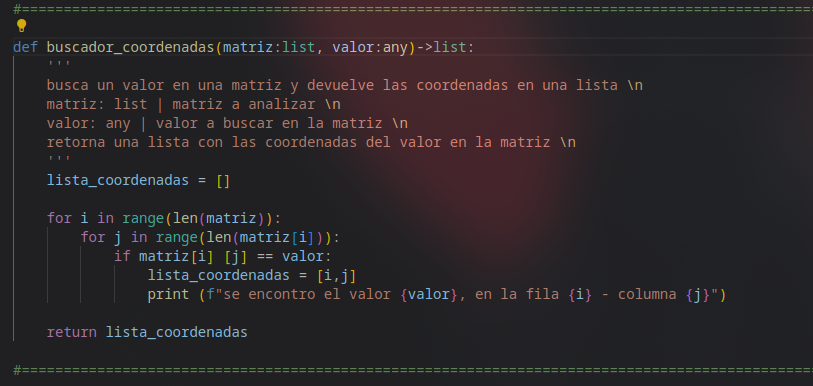 #==============================================================================================
def buscador_coordenadas(matriz:list, valor:any)->list:
'''
busca un valor en una matriz y devuelve las coordenadas en una lista \n
matriz: list | matriz a analizar \n
valor: any | valor a buscar en la matriz \n
retorna una lista con las coordenadas del valor en la matriz \n
'''
lista_coordenadas = []
for i in range(len(matriz)):
for j in range(len(matriz[i])):
if matriz[i] [j] == valor:
lista_coordenadas = [i,j]
print (f"se encontro el valor {valor}, en la fila {i} - columna {j}")
return lista_coordenadas
#==============================================================================================